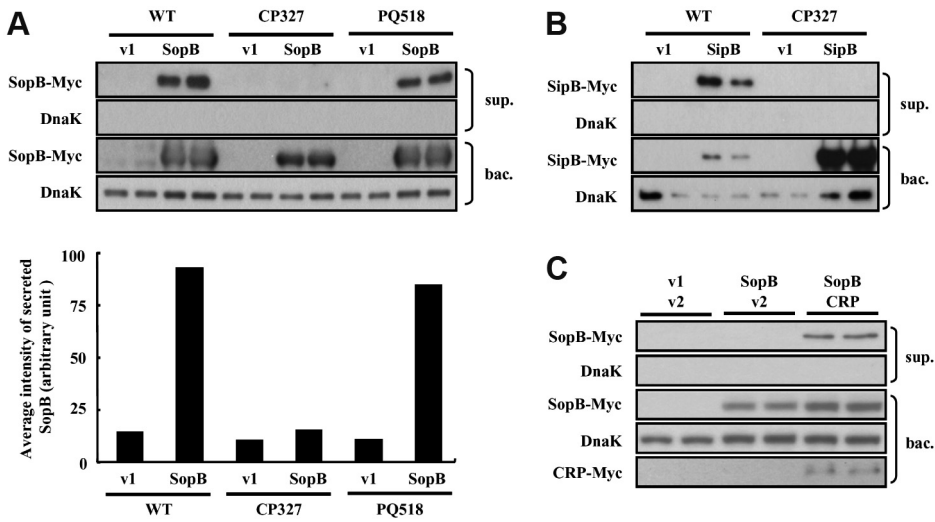 A
WT CP327 PQ518
v1 SopB v1 SopB v1 SopB
SopB-Myc
DnaK
sup.
SopB-Myc
DnaK
bac.
Average intensity of secreted
SopB (arbitrary unit )
100
75
50
25
0
v1 SopB v1 SopB v1 SopB
WT CP327 PQ518
B
WT CP327
v1 SipB v1 SipB
SipB-Myc
DnaK
sup.
SipB-Myc
DnaK
bac.
C
v1 SopB SopB
v2 v2 CRP
SopB-Myc
DnaK
sup.
SopB-Myc
DnaK
CRP-Myc
bac.